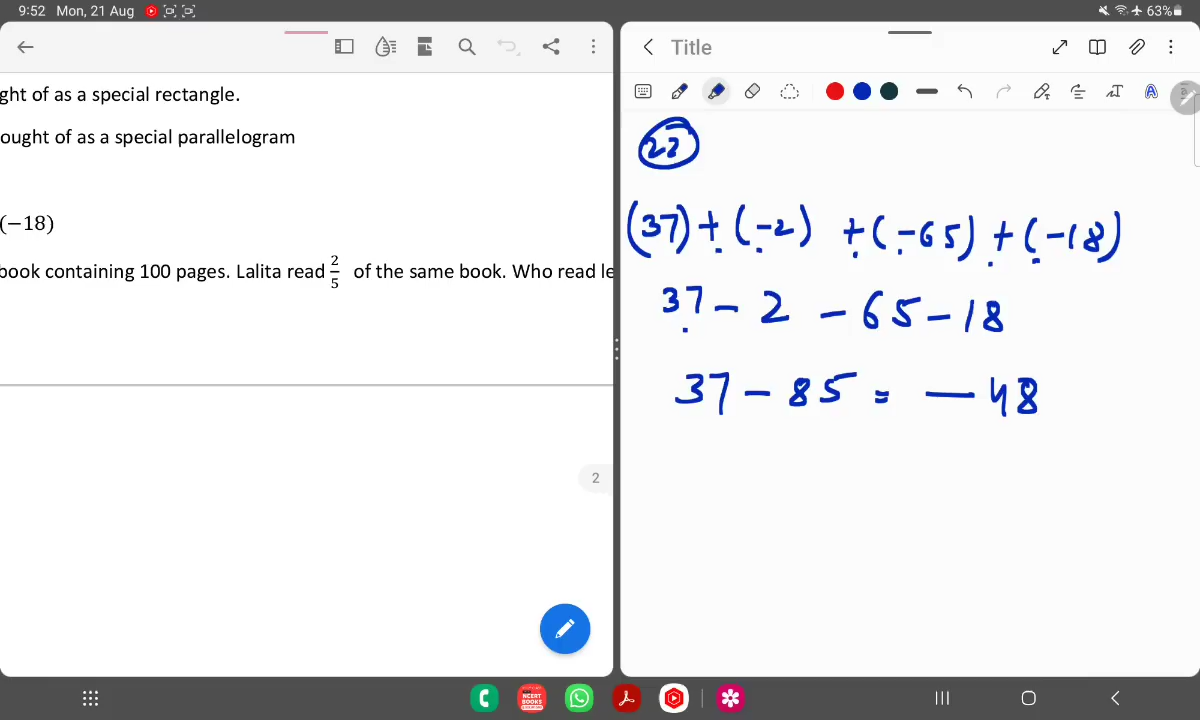 9:52 Mon, 21 Aug
63%
ght of as a special rectangle.
ought of as a special parallelogram
(−18)
book containing 100 pages. Lalita read 2/5 of the same book. Who read le
2
Title
22
(37) + (-2) + (-65) + (-18)
37 - 2 - 65 - 18
37 - 85 = - 48
NCERT
BOOKS